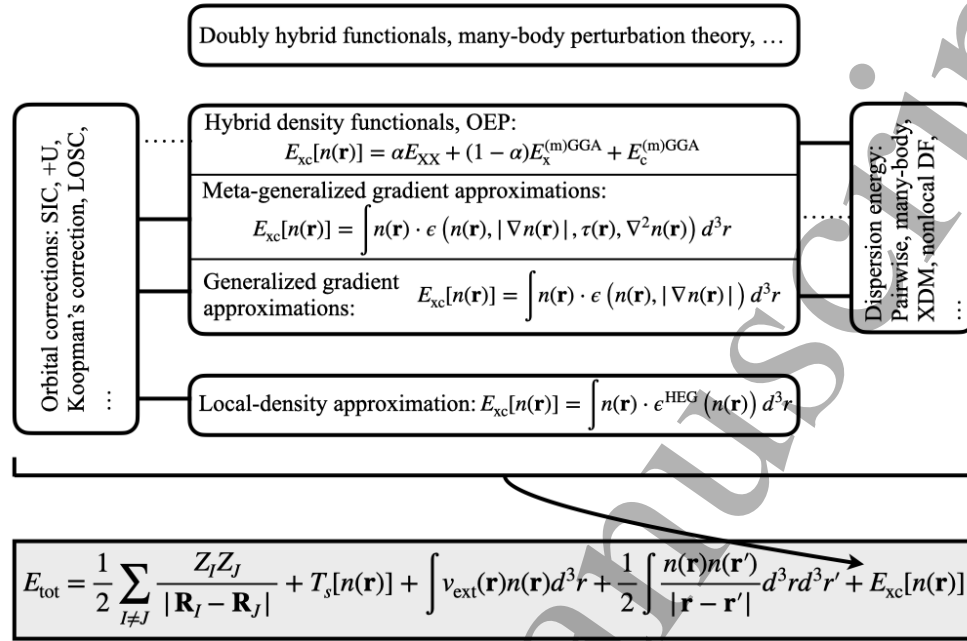 Doubly hybrid functionals, many-body perturbation theory, …
Orbital corrections: SIC, +U,
Koopman's correction, LOSC,
…
Hybrid density functionals, OEP:
E_xc[n(𝐫)] = αE_XX + (1 − α)E_x^(m)GGA + E_c^(m)GGA
Meta-generalized gradient approximations:
E_xc[n(𝐫)] = ∫ n(𝐫) · ϵ (n(𝐫), |∇n(𝐫)|, τ(𝐫), ∇²n(𝐫)) d³r
Generalized gradient
approximations:
E_xc[n(𝐫)] = ∫ n(𝐫) · ϵ (n(𝐫), |∇n(𝐫)|) d³r
Dispersion energy:
Pairwise, many-body,
XDM, nonlocal DF,
…
Local-density approximation: E_xc[n(𝐫)] = ∫ n(𝐫) · ϵ^HEG (n(𝐫)) d³r
E_tot = 1/2 ∑_{I≠J} Z_I Z_J / |𝐑_I − 𝐑_J| + T_s[n(𝐫)] + ∫ v_ext(𝐫)n(𝐫)d³r + 1/2 ∫ n(𝐫)n(𝐫′) / |𝐫 − 𝐫′| d³rd³r′ + E_xc[n(𝐫)]